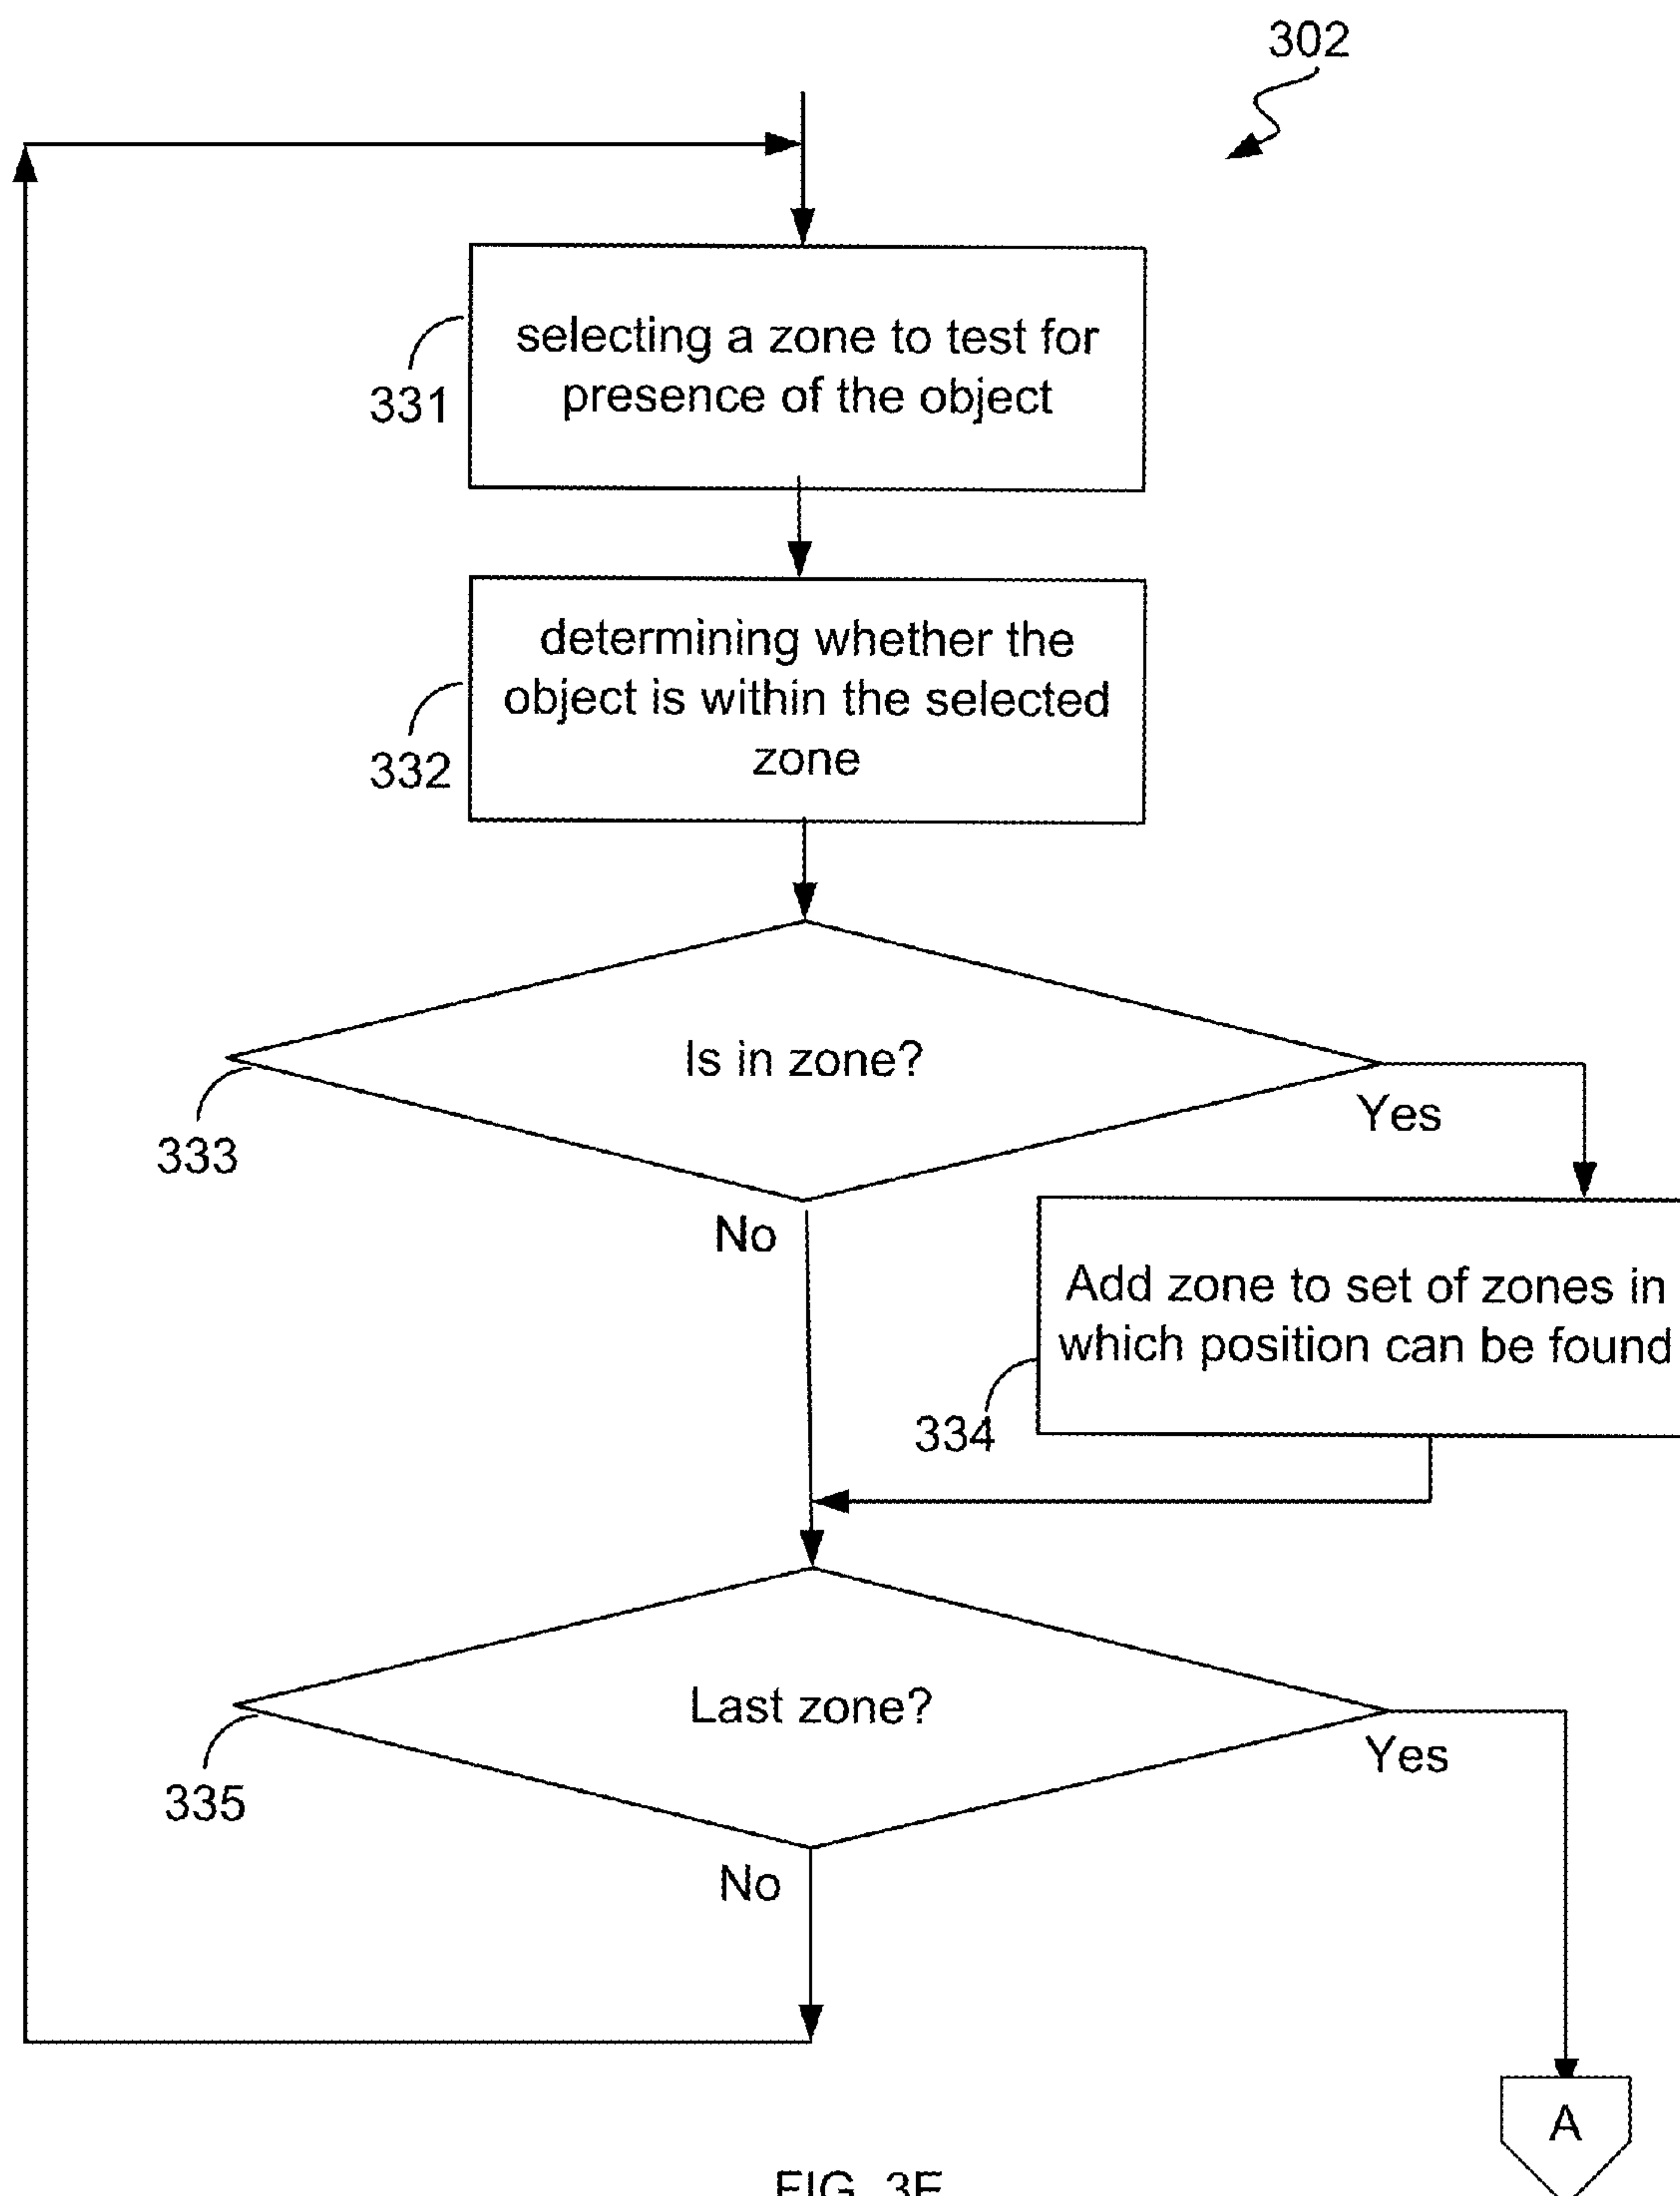 302
selecting a zone to test for
presence of the object
331
determining whether the
object is within the selected
zone
332
Is in zone?
Yes
333
No
Add zone to set of zones in
which position can be found
334
Last zone?
Yes
335
No
A